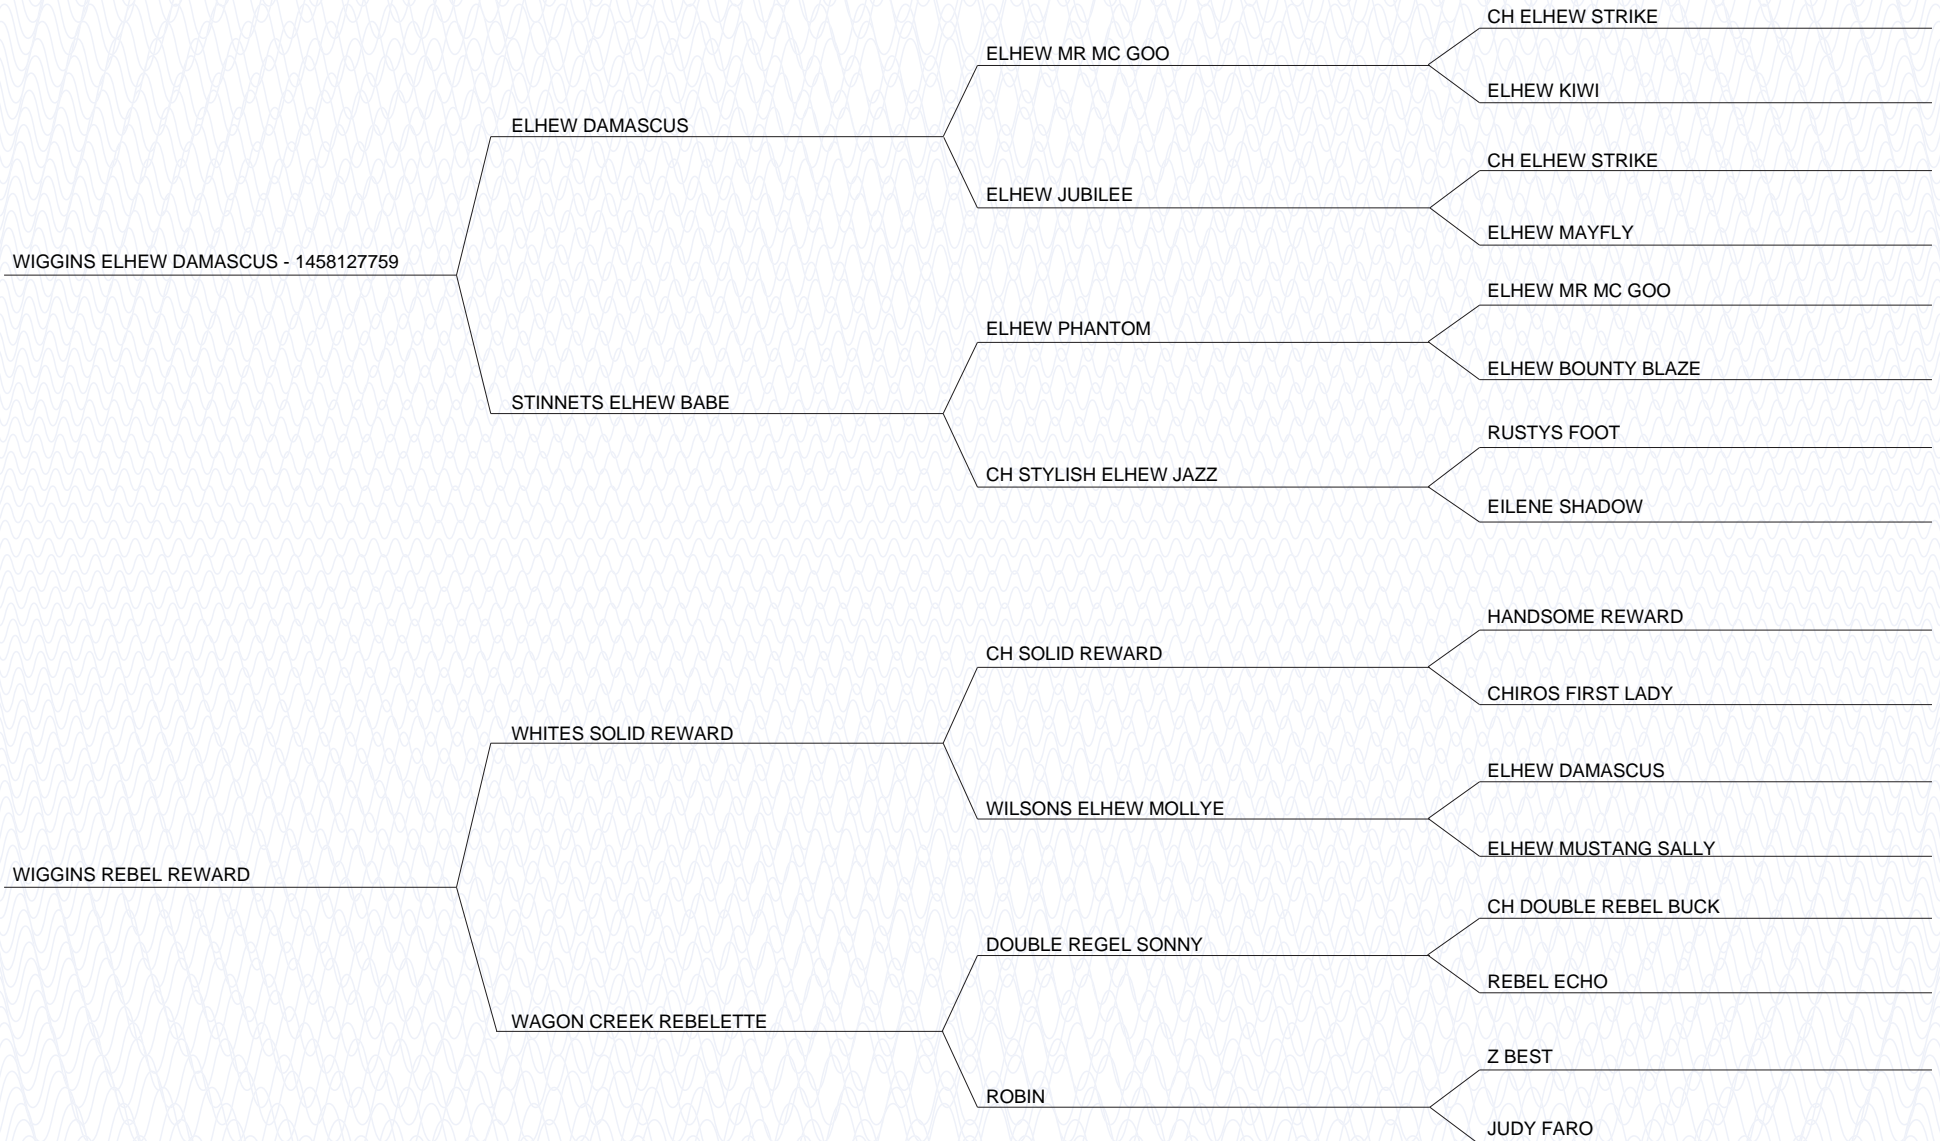 CH ELHEW STRIKE
ELHEW MR MC GOO
ELHEW KIWI
ELHEW DAMASCUS
CH ELHEW STRIKE
ELHEW JUBILEE
ELHEW MAYFLY
WIGGINS ELHEW DAMASCUS - 1458127759
ELHEW MR MC GOO
ELHEW PHANTOM
ELHEW BOUNTY BLAZE
STINNETS ELHEW BABE
RUSTYS FOOT
CH STYLISH ELHEW JAZZ
EILENE SHADOW
HANDSOME REWARD
CH SOLID REWARD
CHIROS FIRST LADY
WHITES SOLID REWARD
ELHEW DAMASCUS
WILSONS ELHEW MOLLYE
ELHEW MUSTANG SALLY
WIGGINS REBEL REWARD
CH DOUBLE REBEL BUCK
DOUBLE REGEL SONNY
REBEL ECHO
WAGON CREEK REBELETTE
Z BEST
ROBIN
JUDY FARO